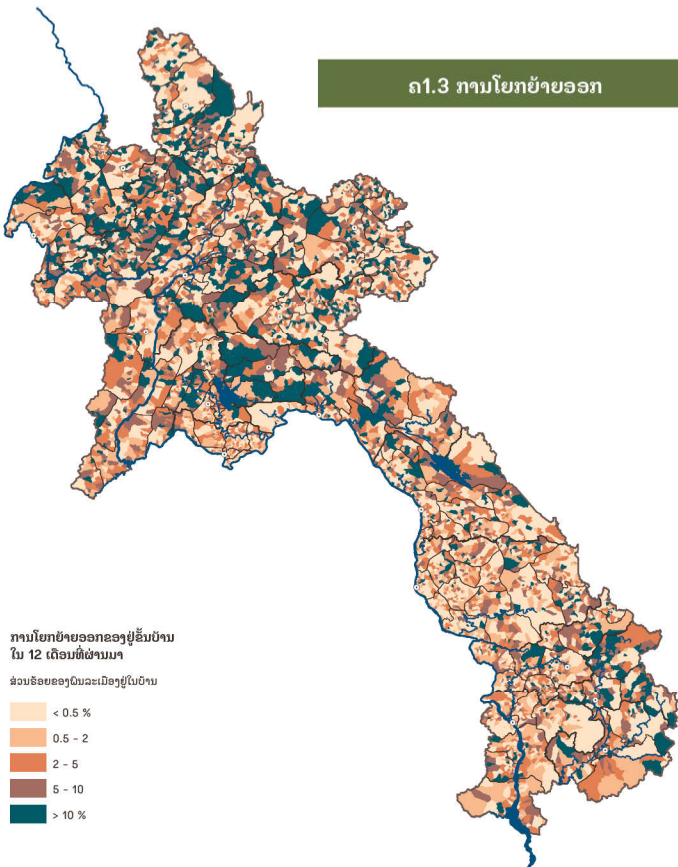 ຄ1.3 ການໂຍກຍ້າຍອອກ
ການໂຍກຍ້າຍອອກຂອງຢູ່ຂັ້ນບ້ານ
ໃນ 12 ເດືອນທີ່ຜ່ານມາ
ສ່ວນຮ້ອຍຂອງພົນລະເມືອງຢູ່ໃນບ້ານ
< 0.5 %
0.5 - 2
2 - 5
5 - 10
> 10 %